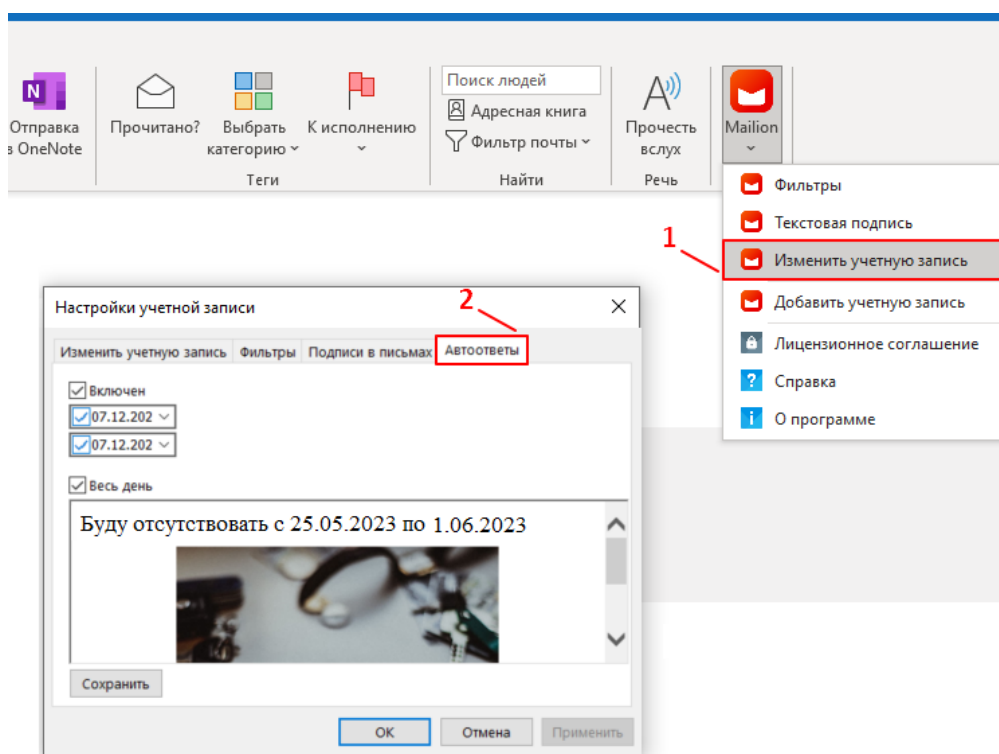 N
Отправка
в OneNote
Прочитано?
Выбрать
категорию
К исполнению
Теги
Поиск людей
Адресная книга
Фильтр почты
Найти
Прочесть
вслух
Речь
Mailion
Фильтры
Текстовая подпись
1
Изменить учетную запись
Добавить учетную запись
Лицензионное соглашение
Справка
О программе
Настройки учетной записи
2
Изменить учетную запись Фильтры Подписи в письмах Автоответы
Включен
07.12.202
07.12.202
Весь день
Буду отсутствовать с 25.05.2023 по 1.06.2023
Сохранить
ОК Отмена Применить